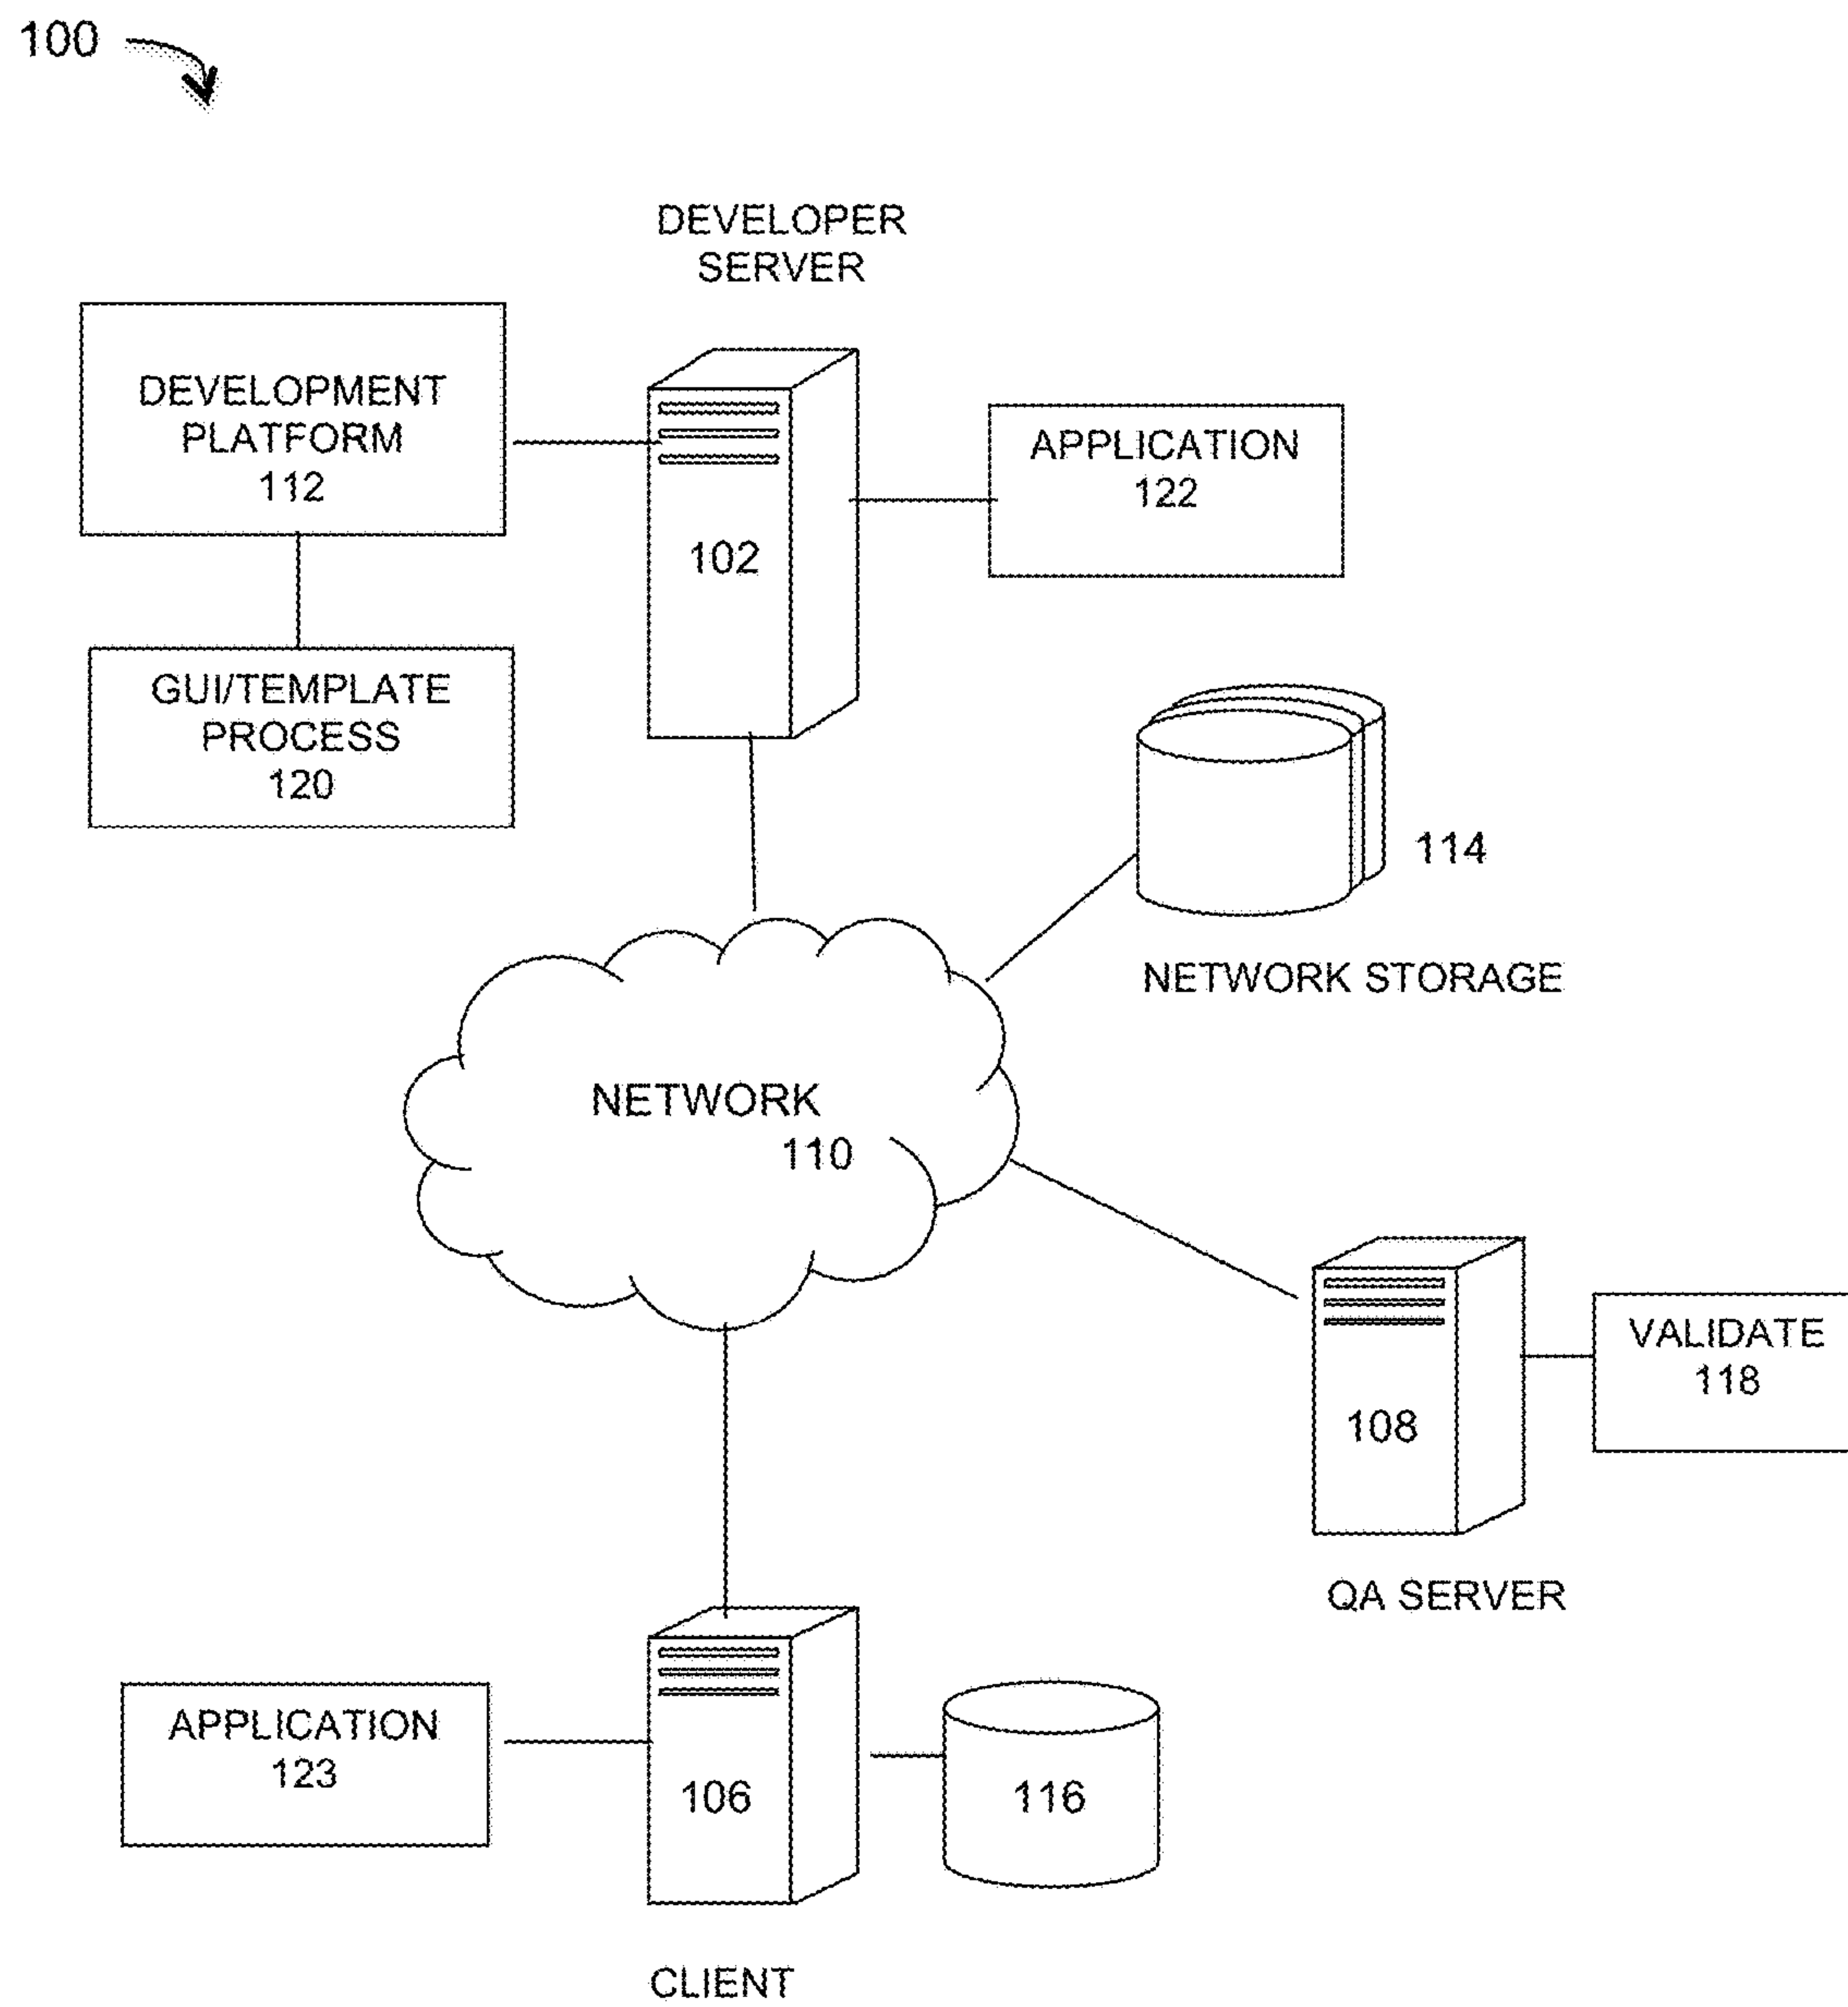 100
DEVELOPER
SERVER
DEVELOPMENT
PLATFORM
112
102
APPLICATION
122
GUI/TEMPLATE
PROCESS
120
114
NETWORK STORAGE
NETWORK
110
108
VALIDATE
118
QA SERVER
APPLICATION
123
106
116
CLIENT